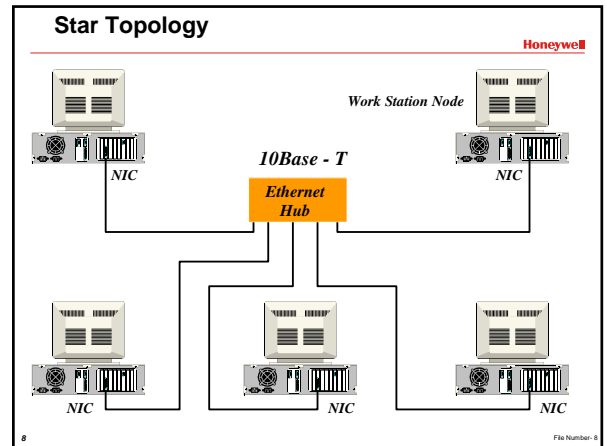 Star Topology
Honeywell
Work Station Node
10Base - T
NIC
NIC
Ethernet
Hub
NIC
NIC
NIC
8
File Number- 8